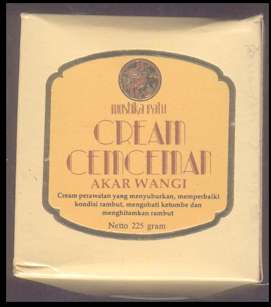 mustika ratu
CREAM
CEMCEMAN
AKAR WANGI
Cream perawatan yang menyuburkan, memperbaiki
kondisi rambut, mengobati ketombe dan
menghitamkan rambut
Netto 225 gram